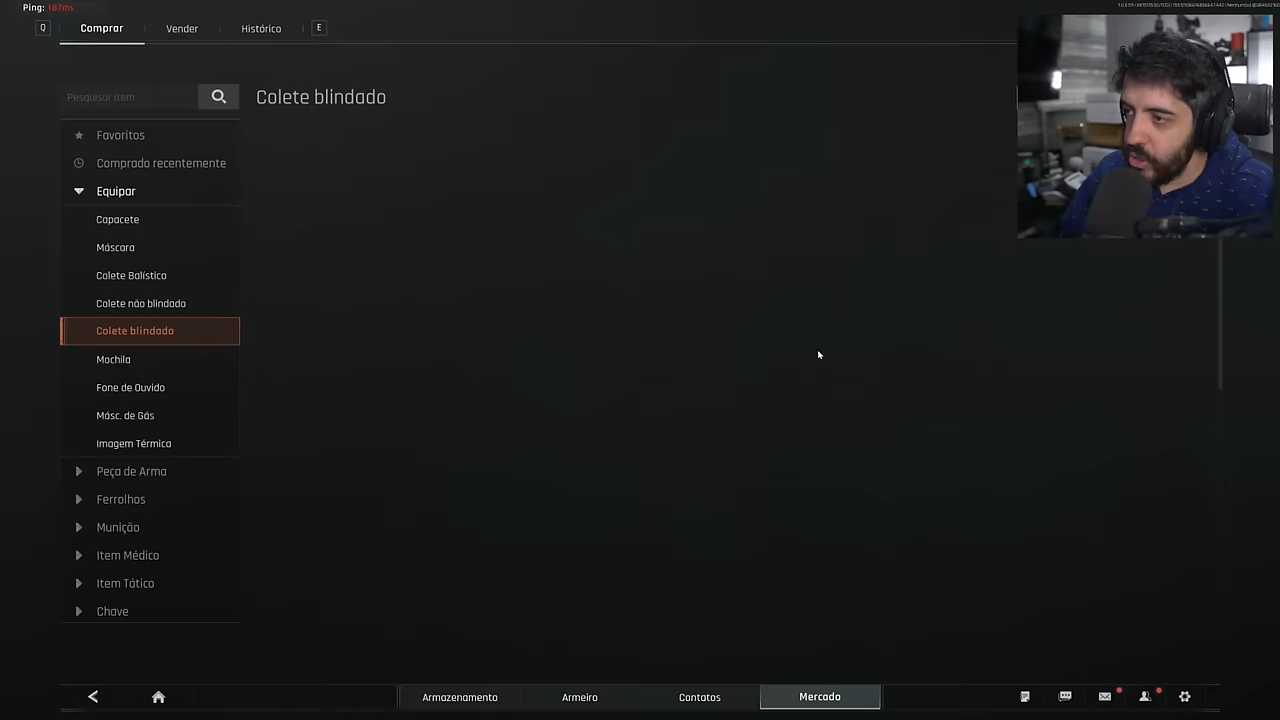 Ping: 187ms
Q
Comprar
Vender
Histórico
E
Pesquisar item
Colete blindado
Favoritos
Comprado recentemente
Equipar
Capacete
Máscara
Colete Balístico
Colete não blindado
Colete blindado
Mochila
Fone de Ouvido
Másc. de Gás
Imagem Térmica
Peça de Arma
Ferrolhos
Munição
Item Médico
Item Tático
Chave
Armazenamento
Armeiro
Contatos
Mercado